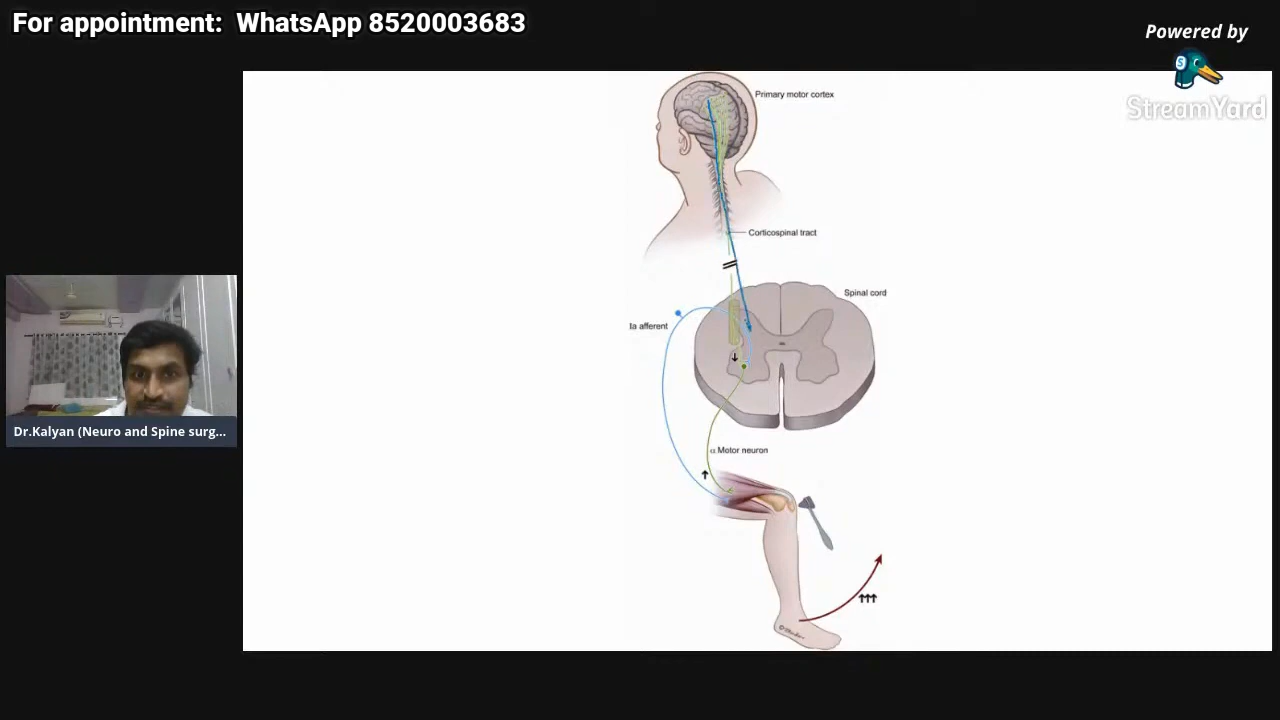 For appointment: WhatsApp 8520003683
Powered by
StreamYard
Primary motor cortex
Corticospinal tract
Spinal cord
Ia afferent
α Motor neuron
Dr.Kalyan (Neuro and Spine surg...